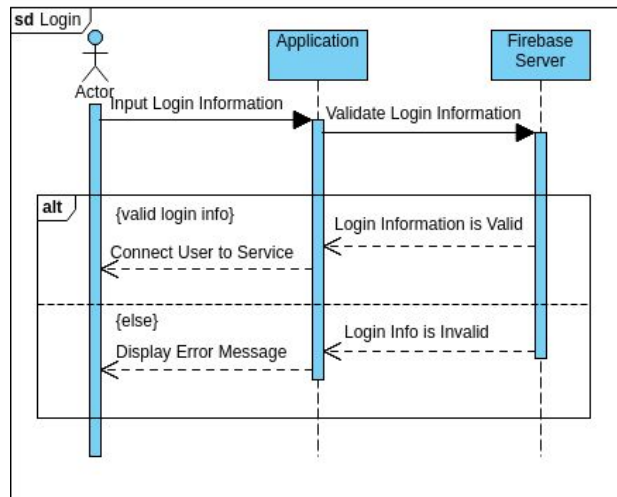 sd Login
Application
Firebase
Server
Actor
Input Login Information
Validate Login Information
alt
{valid login info}
Login Information is Valid
Connect User to Service
{else}
Login Info is Invalid
Display Error Message